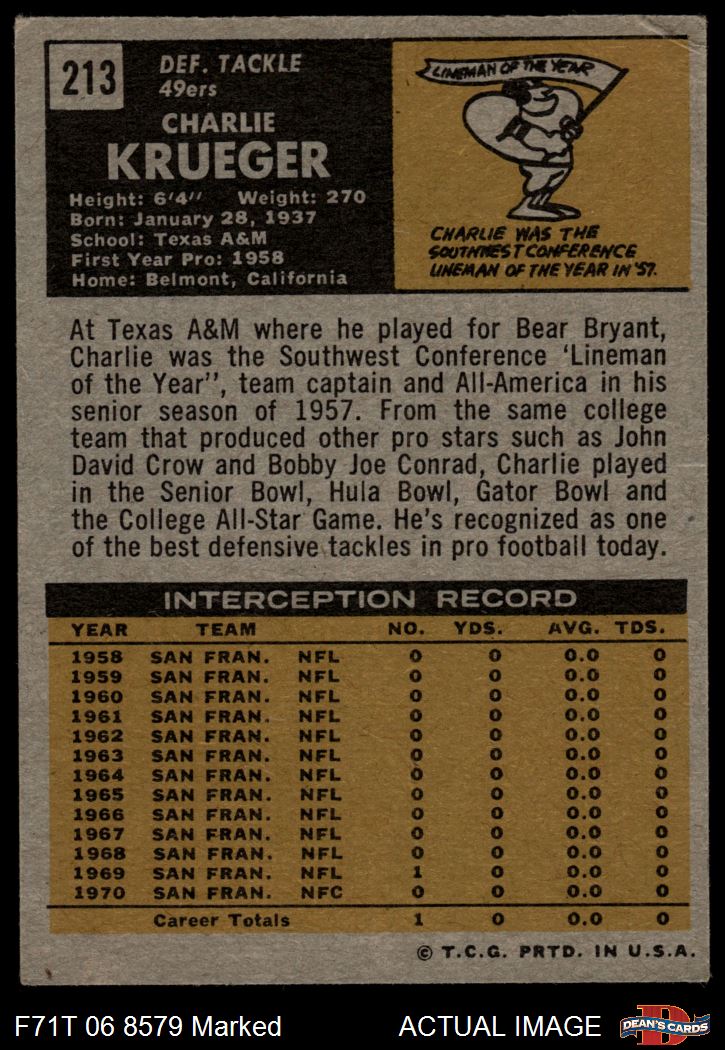 213
DEF. TACKLE
49ers
CHARLIE
KRUEGER
Height: 6'4" Weight: 270
Born: January 28, 1937
School: Texas A&M
First Year Pro: 1958
Home: Belmont, California
LINEMAN OF THE YEAR
CHARLIE WAS THE
SOUTHWEST CONFERENCE
LINEMAN OF THE YEAR IN '57.
At Texas A&M where he played for Bear Bryant,
Charlie was the Southwest Conference 'Lineman
of the Year", team captain and All-America in his
senior season of 1957. From the same college
team that produced other pro stars such as John
David Crow and Bobby Joe Conrad, Charlie played
in the Senior Bowl, Hula Bowl, Gator Bowl and
the College All-Star Game. He's recognized as one
of the best defensive tackles in pro football today.
INTERCEPTION RECORD
YEAR TEAM NO. YDS. AVG. TDS.
1958 SAN FRAN. NFL 0 0 0.0 0
1959 SAN FRAN. NFL 0 0 0.0 0
1960 SAN FRAN. NFL 0 0 0.0 0
1961 SAN FRAN. NFL 0 0 0.0 0
1962 SAN FRAN. NFL 0 0 0.0 0
1963 SAN FRAN. NFL 0 0 0.0 0
1964 SAN FRAN. NFL 0 0 0.0 0
1965 SAN FRAN. NFL 0 0 0.0 0
1966 SAN FRAN. NFL 0 0 0.0 0
1967 SAN FRAN. NFL 0 0 0.0 0
1968 SAN FRAN. NFL 0 0 0.0 0
1969 SAN FRAN. NFL 1 0 0.0 0
1970 SAN FRAN. NFC 0 0 0.0 0
Career Totals 1 0 0.0 0
© T.C.G. PRTD. IN U.S.A.
F71T 06 8579 Marked ACTUAL IMAGE
D
DEAN'S CARDS